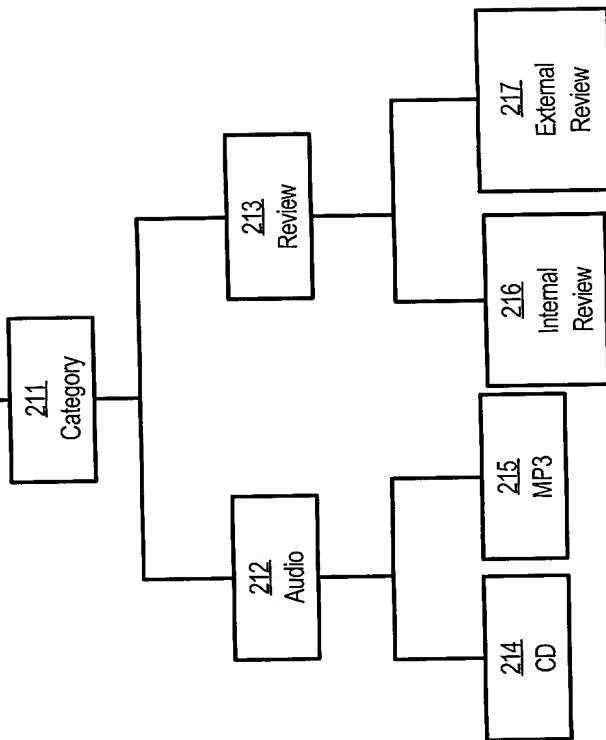 211
Category
212
Audio
213
Review
214
CD
215
MP3
216
Internal
Review
217
External
Review